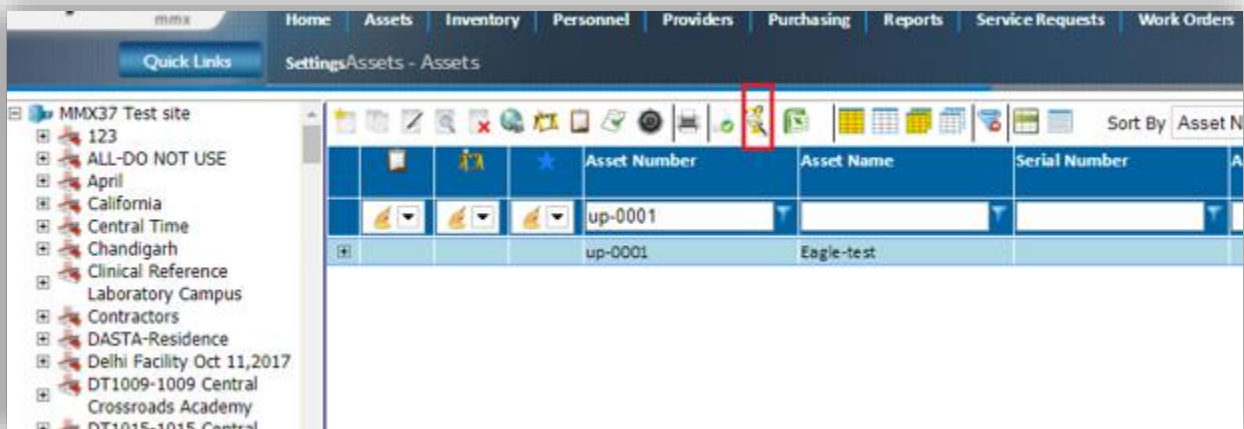 mmx
Home Assets Inventory Personnel Providers Purchasing Reports Service Requests Work Orders
Quick Links
Settings Assets - Assets
MMX37 Test site
123
ALL-DO NOT USE
April
California
Central Time
Chandigarh
Clinical Reference
Laboratory Campus
Contractors
DASTA-Residence
Delhi Facility Oct 11,2017
DT1009-1009 Central
Crossroads Academy
DT1015-1015 Central
Sort By Asset N
Asset Number Asset Name Serial Number A
up-0001
up-0001 Eagle-test